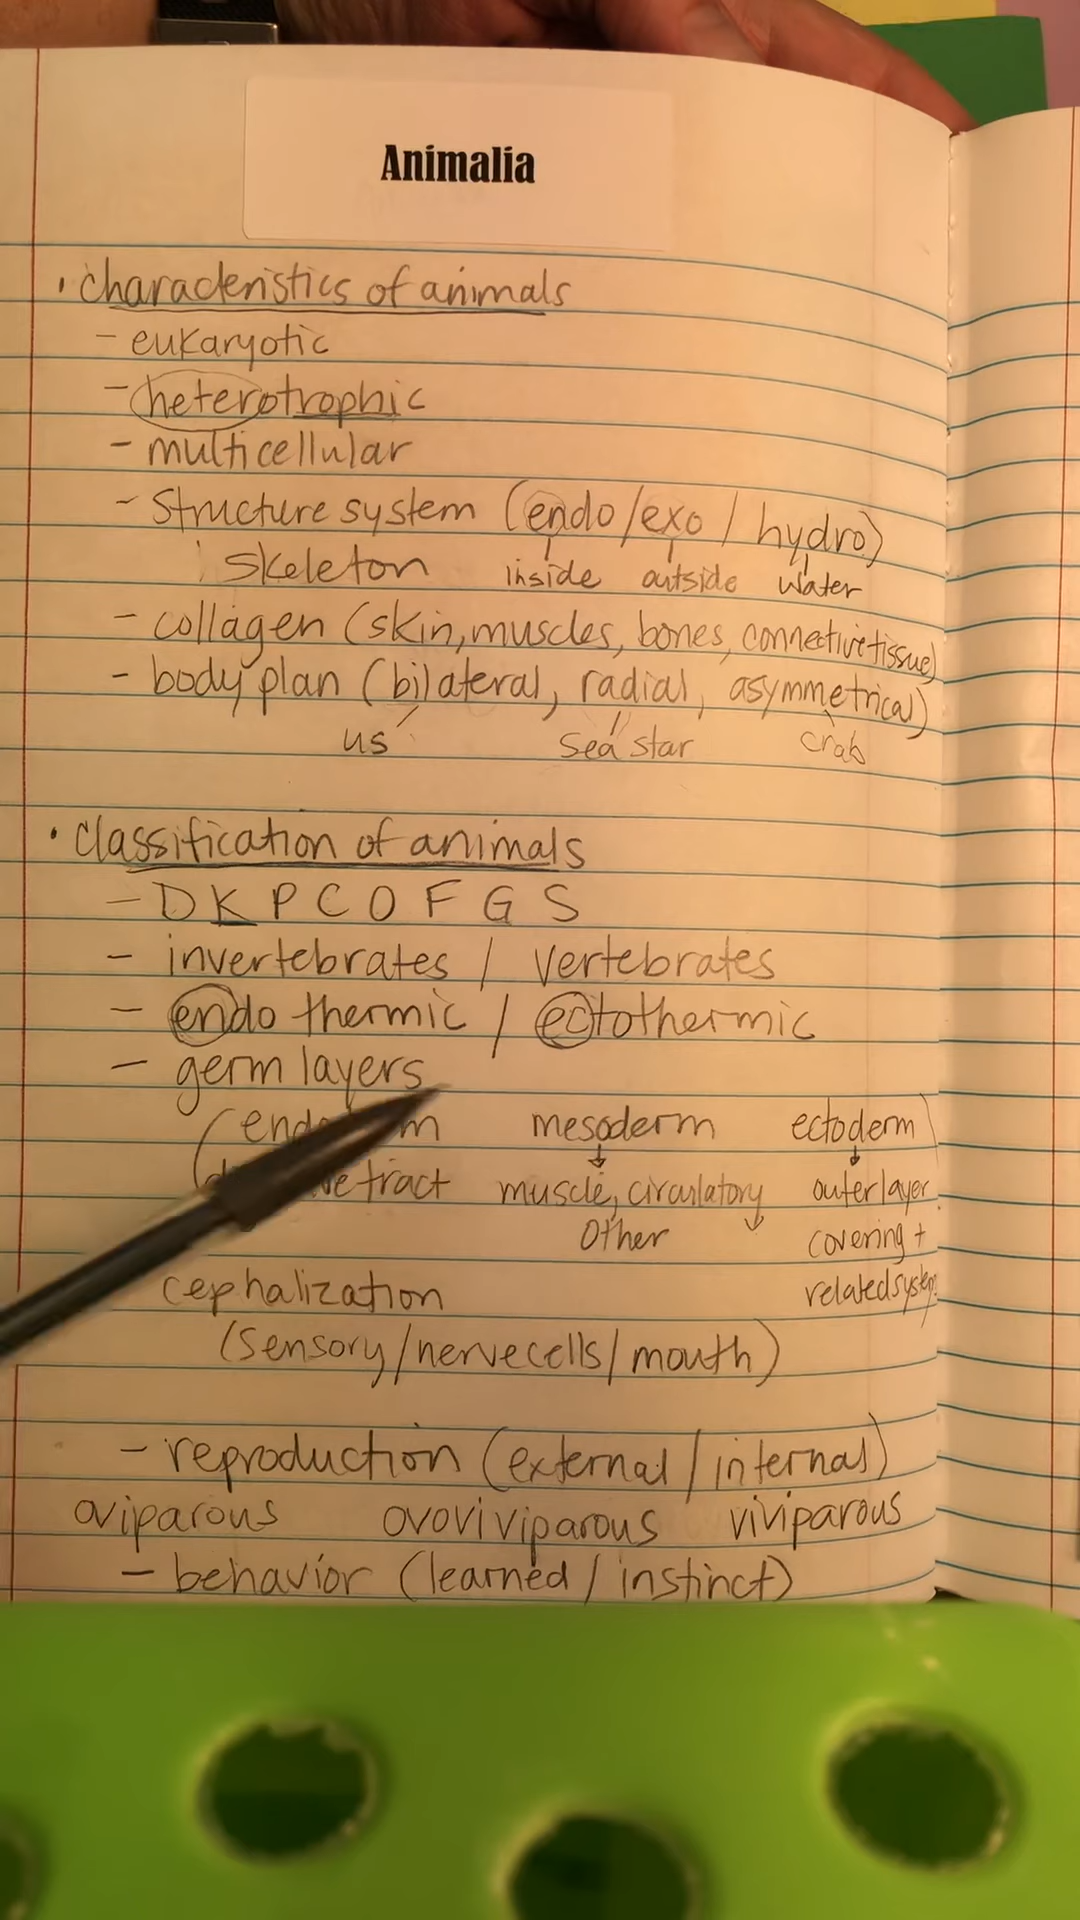 Animalia
· characteristics of animals
- eukaryotic
- heterotrophic
- multicellular
- structure system (endo/exo/hydro)
skeleton inside outside water
- collagen (skin, muscles, bones, connective tissue)
- body plan (bilateral, radial, asymmetrical)
us sea star crab
· classification of animals
- D K P C O F G S
- invertebrates / vertebrates
- endothermic / ectothermic
- germ layers
mesoderm ectoderm
tract muscle, circulatory outer layer
other covering +
cephalization related system
(sensory/nerve cells/mouth)
- reproduction (external/internal)
oviparous ovoviviparous viviparous
- behavior (learned/instinct)